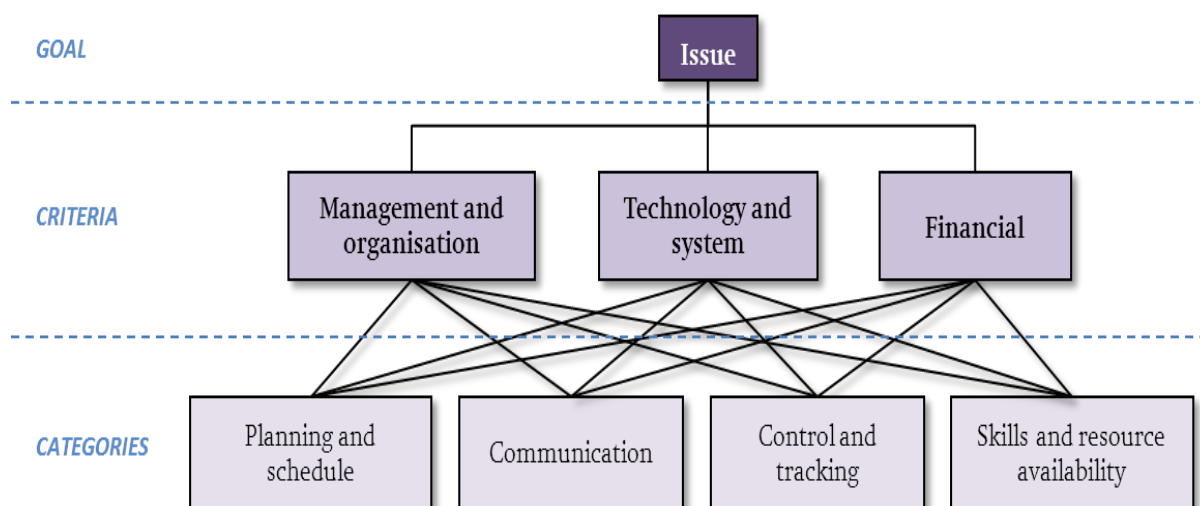 GOAL
Issue
CRITERIA
Management and
organisation
Technology and
system
Financial
CATEGORIES
Planning and
schedule
Communication
Control and
tracking
Skills and resource
availability